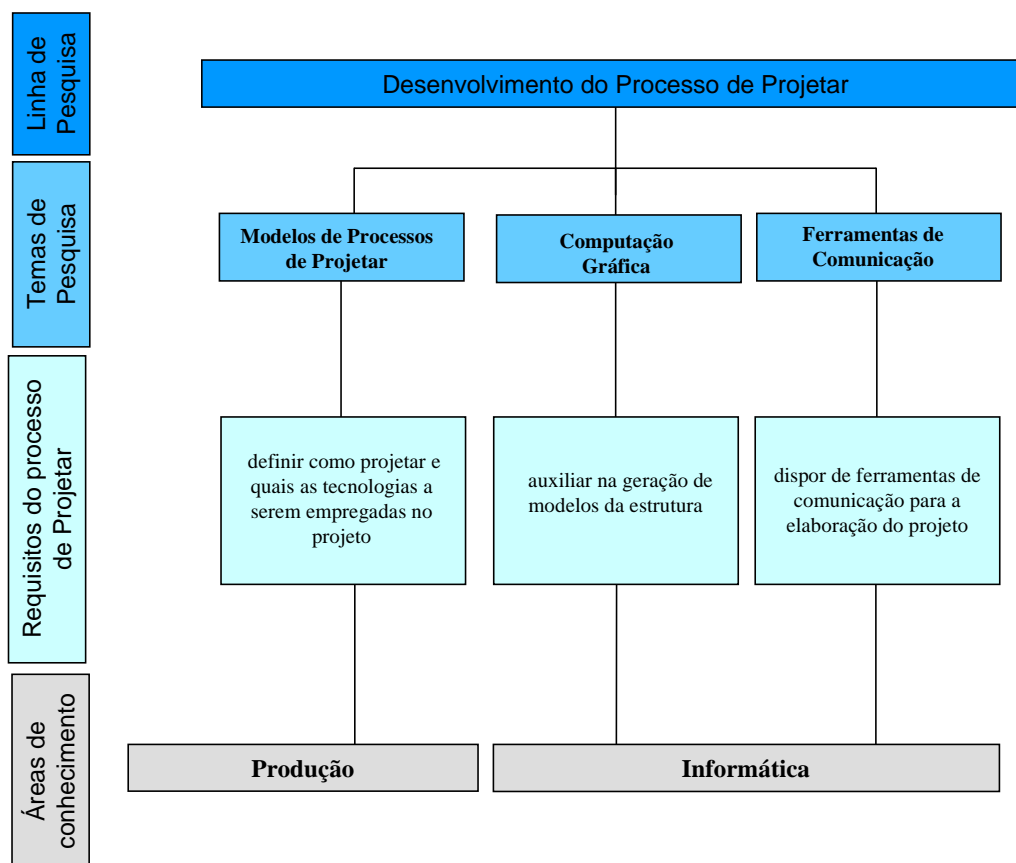 Linha de
Pesquisa
Desenvolvimento do Processo de Projetar
Temas de
Pesquisa
Modelos de Processos
de Projetar
Computação
Gráfica
Ferramentas de
Comunicação
Requisitos do processo
de Projetar
definir como projetar e
quais as tecnologias a
serem empregadas no
projeto
auxiliar na geração de
modelos da estrutura
dispor de ferramentas de
comunicação para a
elaboração do projeto
Áreas de
conhecimento
Produção
Informática